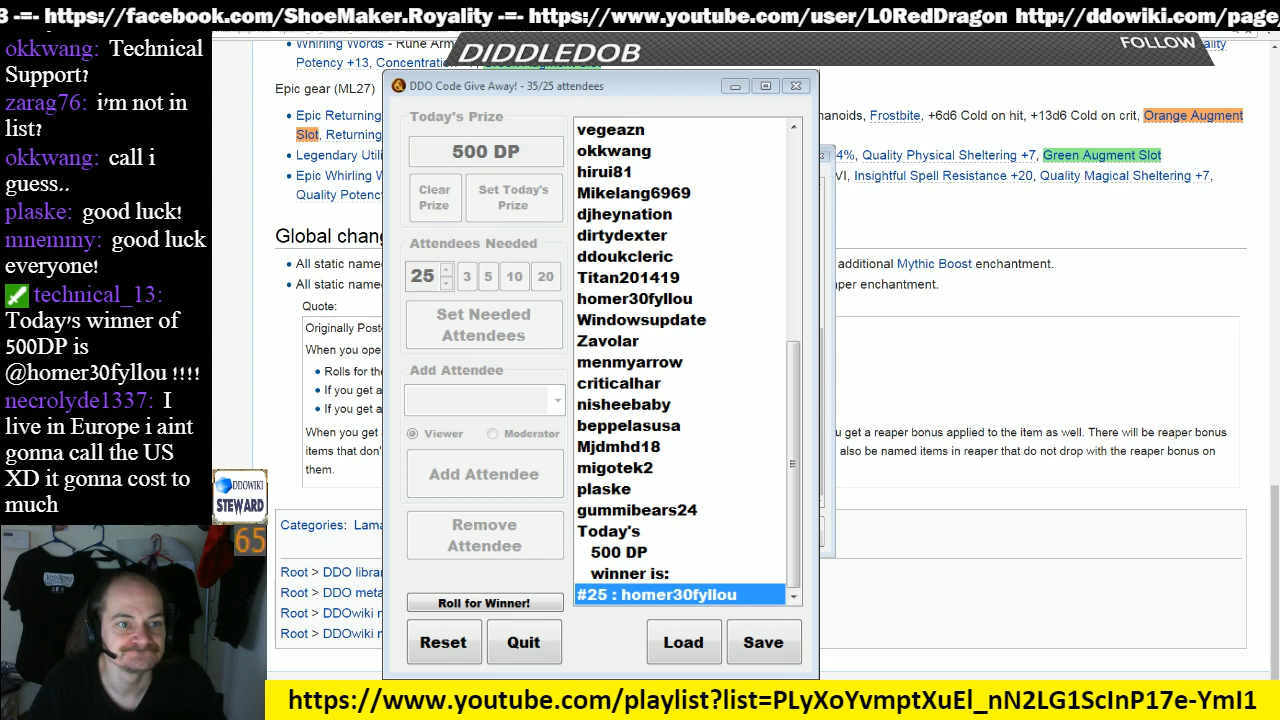 3 -=- https://facebook.com/ShoeMaker.Royality -=- https://www.youtube.com/user/L0RedDragon http://ddowiki.com/page/
DIDDLEDOB
FOLLOW
okkwang: Technical
Support?
zarag76: i'm not in
list?
okkwang: call i
guess..
plaske: good luck!
mnemmy: good luck
everyone!
technical_13:
Today's winner of
500DP is
@homer30fyllou !!!!
necrolyde1337: I
live in Europe i aint
gonna call the US
XD it gonna cost to
much
DDOWIKI
STEWARD
65
Whirling Words - Rune Arm
Potency +13, Concentration
Epic gear (ML27)
Epic Returning
Slot, Returning
Legendary Utili
Epic Whirling W
Quality Potenc
Global chang
All static name
All static name
Quote:
Originally Post
When you ope
Rolls for the
If you get a
If you get a
When you get
items that don'
them.
Categories: Lama
Root > DDO librar
Root > DDO meta
Root > DDOwiki n
Root > DDOwiki n
DDO Code Give Away! - 35/25 attendees
Today's Prize
500 DP
Clear
Prize
Set Today's
Prize
Attendees Needed
25 3 5 10 20
Set Needed
Attendees
Add Attendee
Viewer Moderator
Add Attendee
Remove
Attendee
Roll for Winner!
Reset Quit Load Save
vegeazn
okkwang
hirui81
Mikelang6969
djheynation
dirtydexter
ddoukcleric
Titan201419
homer30fyllou
Windowsupdate
Zavolar
menmyarrow
criticalhar
nisheebaby
beppelasusa
Mjdmhd18
migotek2
plaske
gummibears24
Today's
500 DP
winner is:
#25 : homer30fyllou
ality
nanoids, Frostbite, +6d6 Cold on hit, +13d6 Cold on crit, Orange Augment
4%, Quality Physical Sheltering +7, Green Augment Slot
VI, Insightful Spell Resistance +20, Quality Magical Sheltering +7,
additional Mythic Boost enchantment.
per enchantment.
u get a reaper bonus applied to the item as well. There will be reaper bonus
also be named items in reaper that do not drop with the reaper bonus on
https://www.youtube.com/playlist?list=PLyXoYvmptXuEl_nN2LG1ScInP17e-YmI1